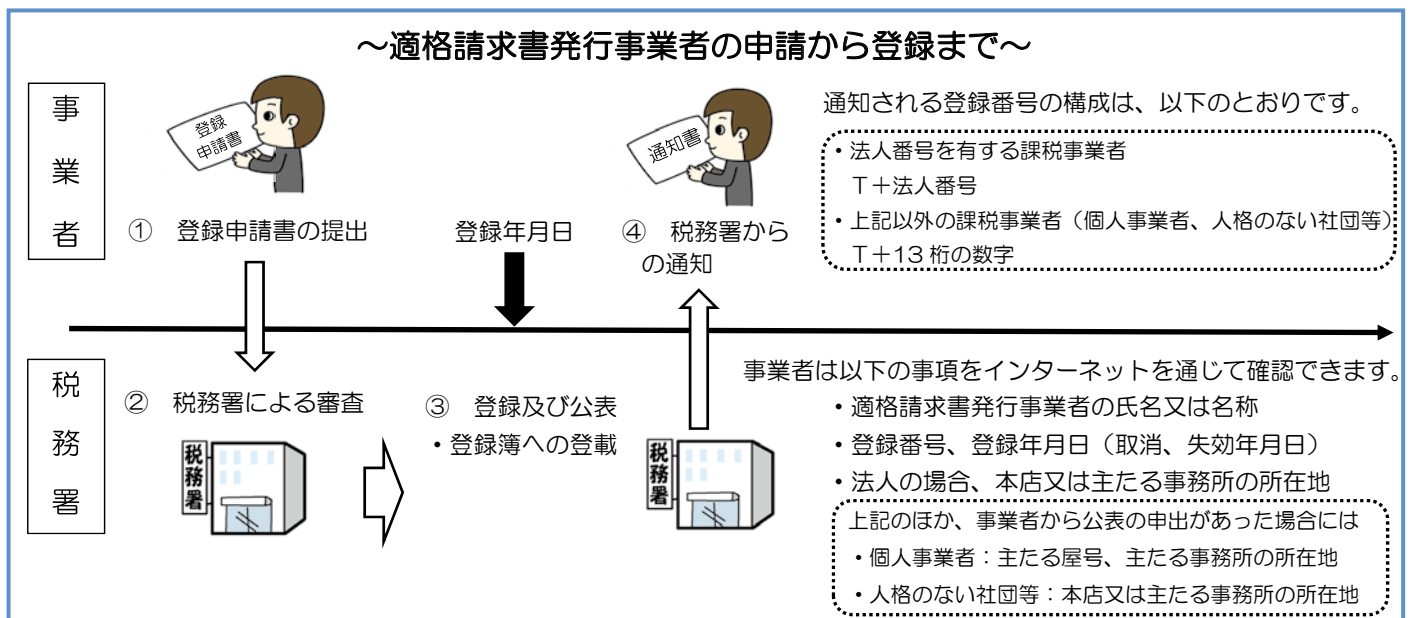 ～適格請求書発行事業者の申請から登録まで～
事業者
登録
申請書
① 登録申請書の提出
登録年月日
通知書
④ 税務署から
の通知
通知される登録番号の構成は、以下のとおりです。
・法人番号を有する課税事業者
T＋法人番号
・上記以外の課税事業者（個人事業者、人格のない社団等）
T＋13 桁の数字
税務署
② 税務署による審査
税務署
③ 登録及び公表
・登録簿への登載
税務署
事業者は以下の事項をインターネットを通じて確認できます。
・適格請求書発行事業者の氏名又は名称
・登録番号、登録年月日（取消、失効年月日）
・法人の場合、本店又は主たる事務所の所在地
上記のほか、事業者から公表の申出があった場合には
・個人事業者：主たる屋号、主たる事務所の所在地
・人格のない社団等：本店又は主たる事務所の所在地